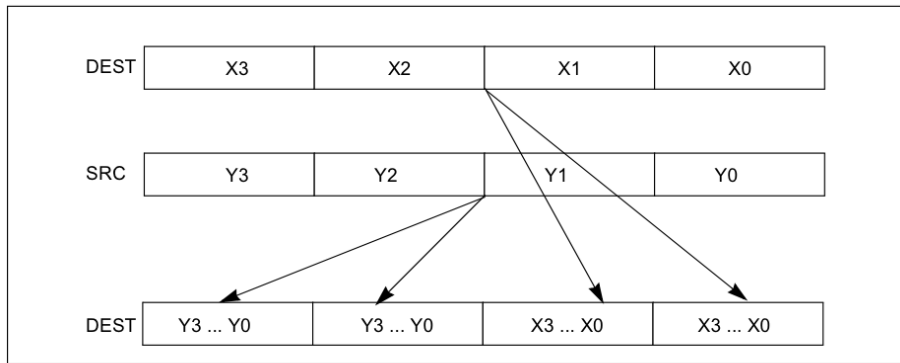 DEST X3 X2 X1 X0
SRC Y3 Y2 Y1 Y0
DEST Y3 ... Y0 Y3 ... Y0 X3 ... X0 X3 ... X0